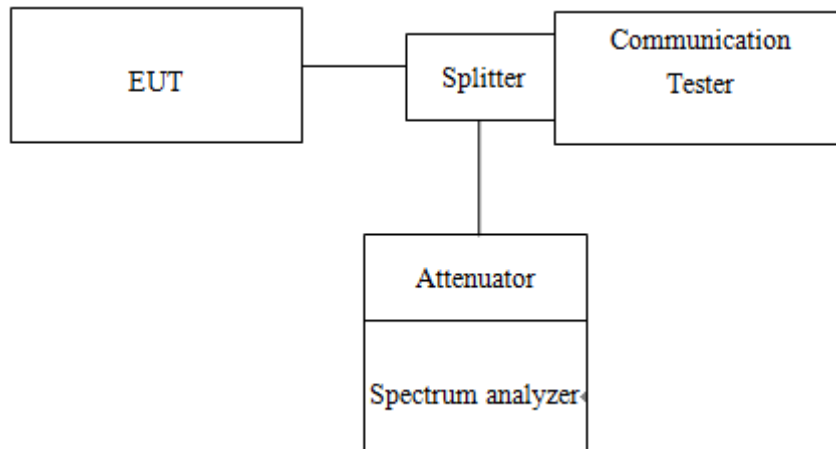 EUT
Splitter
Communication
Tester
Attenuator
Spectrum analyzer